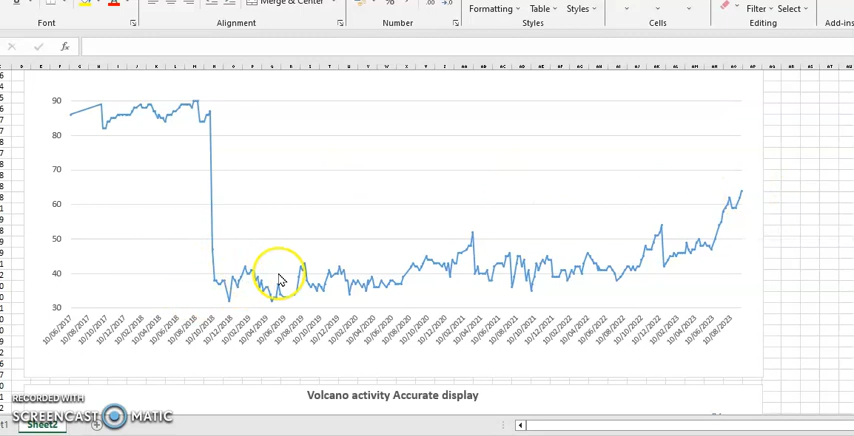 Merge & Center
Formatting Table Styles
Filter Select
Font Alignment Number Styles Cells Editing Add-ins
fx
90
80
70
60
50
40
30
10/06/2017 10/08/2017 10/10/2017 10/12/2017 10/02/2018 10/04/2018 10/06/2018 10/08/2018 10/10/2018 10/12/2018 10/02/2019 10/04/2019 10/06/2019 10/08/2019 10/10/2019 10/12/2019 10/02/2020 10/04/2020 10/06/2020 10/08/2020 10/10/2020 10/12/2020 10/02/2021 10/04/2021 10/06/2021 10/08/2021 10/10/2021 10/12/2021 10/02/2022 10/04/2022 10/06/2022 10/08/2022 10/10/2022 10/12/2022 10/02/2023 10/04/2023 10/06/2023 10/08/2023
Volcano activity Accurate display
RECORDED WITH
SCREENCAST MATIC
Sheet2